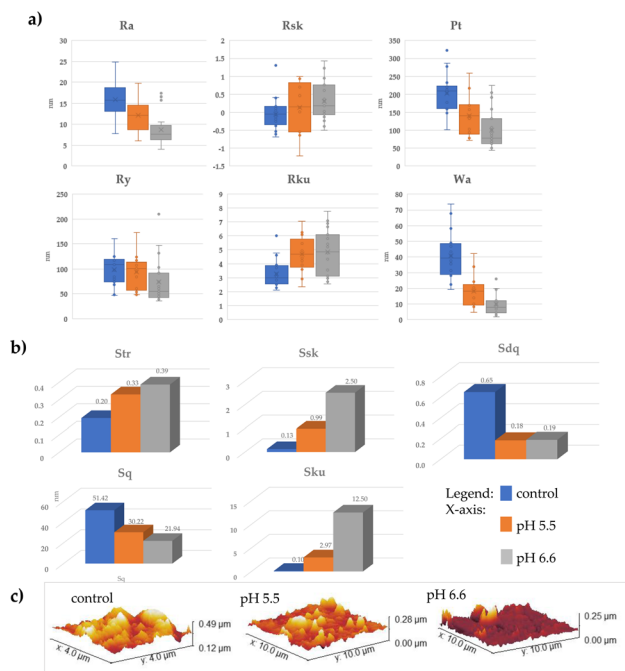 a)
Ra
Rsk
Pt
30
25
20
15
10
5
0
nm
2
1.5
1
0.5
0
-0.5
-1
-1.5
350
300
250
200
150
100
50
0
nm
Ry
Rku
Wa
250
200
150
100
50
0
nm
9
8
7
6
5
4
3
2
1
0
80
70
60
50
40
30
20
10
0
nm
b)
Str
Ssk
Sdq
0.4
0.3
0.2
0.1
0
0.20
0.33
0.39
3
2
1
0
0.13
0.99
2.50
0.8
0.6
0.4
0.2
0.0
0.65
0.18
0.19
Sq
Sku
nm
60
40
20
0
51.42
30.22
21.94
Sq
15
10
5
0
0.10
2.97
12.50
Legend:
X-axis:
control
pH 5.5
pH 6.6
c)
control
pH 5.5
pH 6.6
0.49 μm
0.12 μm
x: 4.0 μm
y: 4.0 μm
0.28 μm
0.00 μm
x: 10.0 μm
y: 10.0 μm
0.25 μm
0.00 μm
x: 10.0 μm
y: 10.0 μm